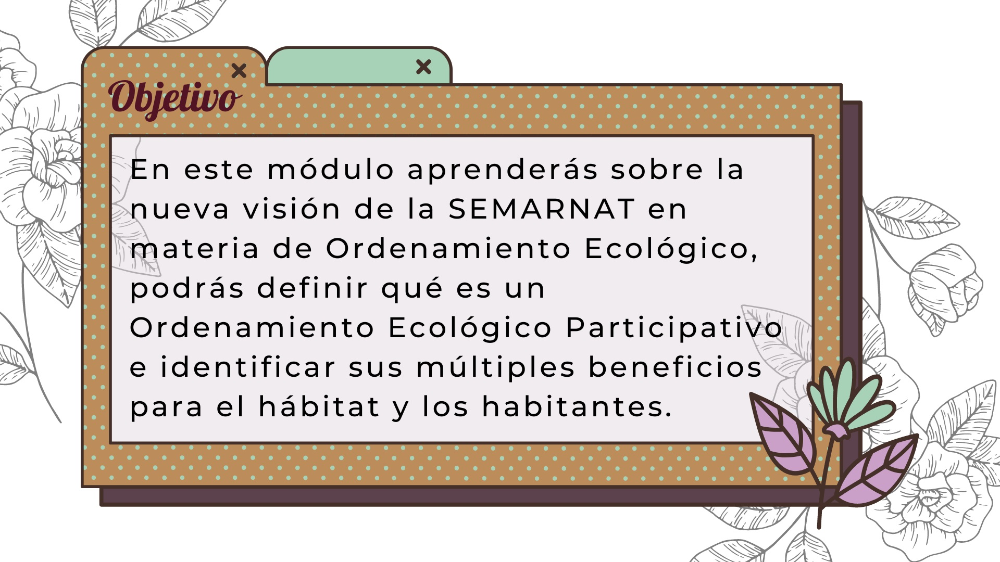 Objetivo
En este módulo aprenderás sobre la
nueva visión de la SEMARNAT en
materia de Ordenamiento Ecológico,
podrás definir qué es un
Ordenamiento Ecológico Participativo
e identificar sus múltiples beneficios
para el hábitat y los habitantes.